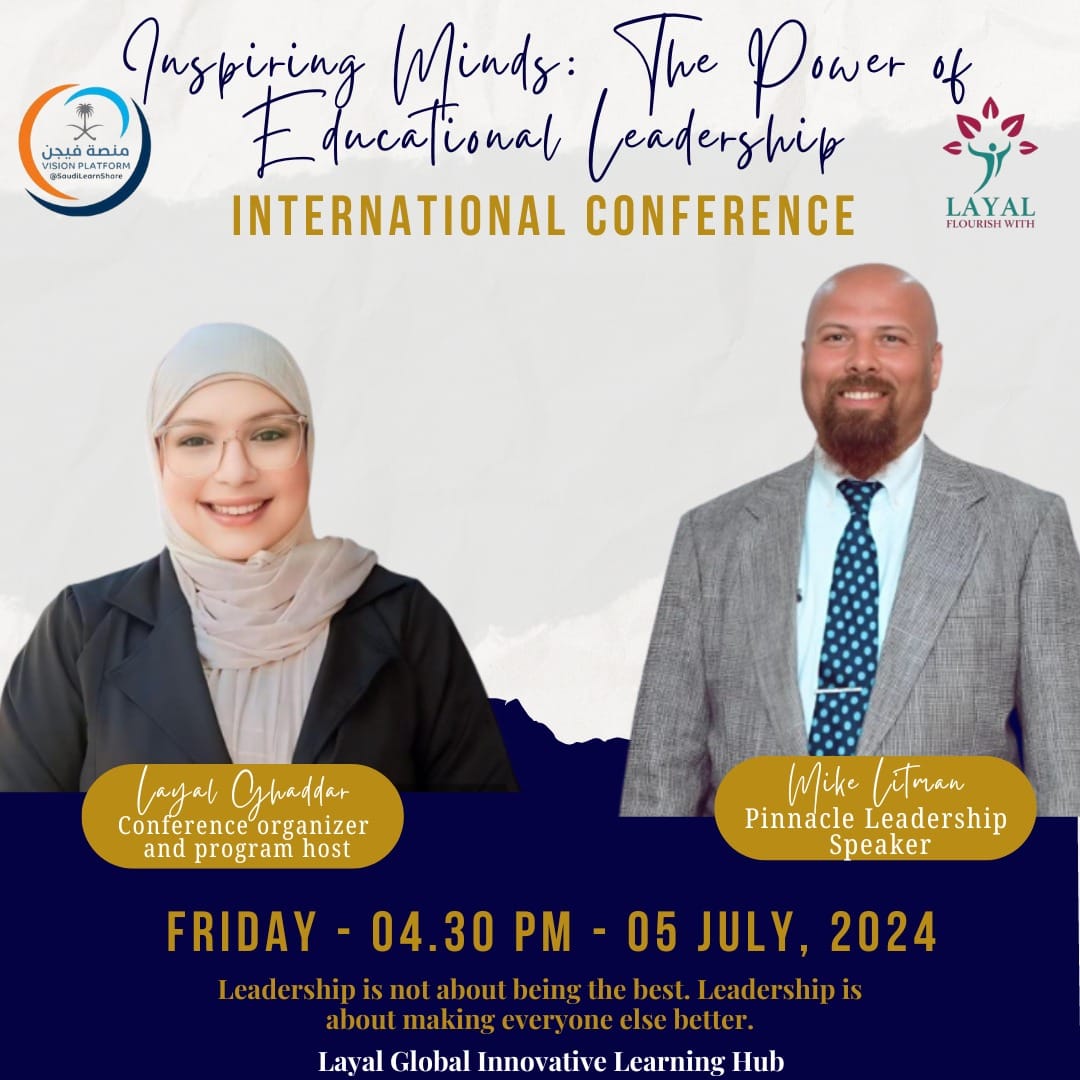 Inspiring Minds: The Power of
Educational Leadership
INTERNATIONAL CONFERENCE
منصة فيجن
VISION PLATFORM
@SaudiLearnShare
LAYAL
FLOURISH WITH
Layal Ghaddar
Conference organizer
and program host
Mike Litman
Pinnacle Leadership
Speaker
FRIDAY - 04.30 PM - 05 JULY, 2024
Leadership is not about being the best. Leadership is
about making everyone else better.
Layal Global Innovative Learning Hub